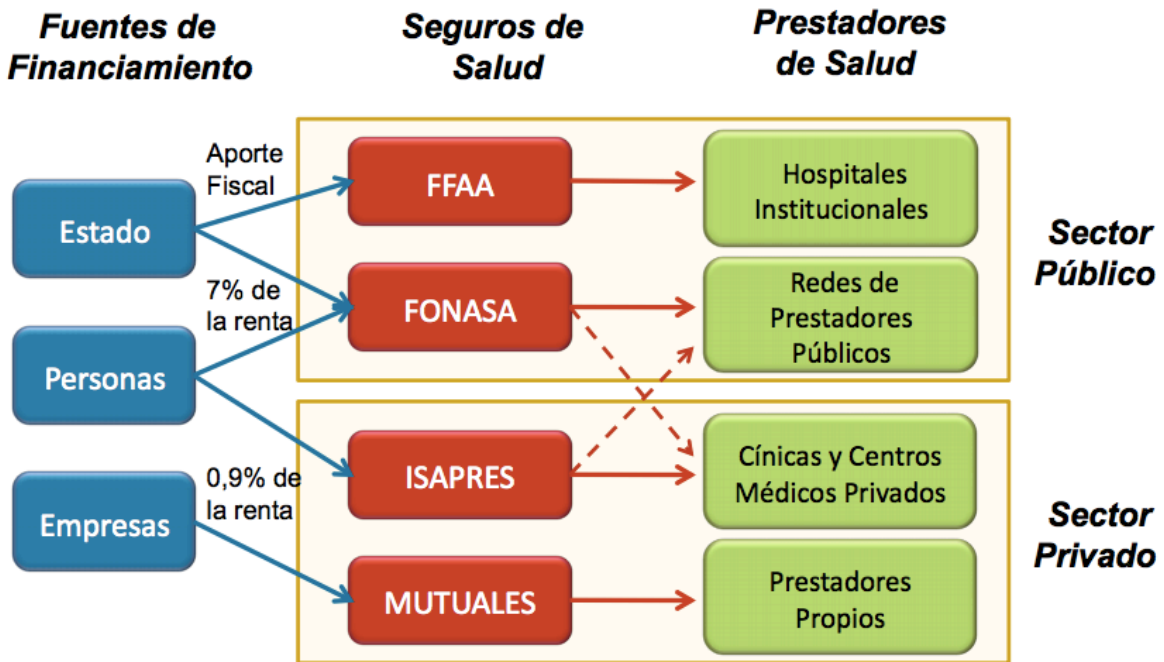 Fuentes de
Financiamiento
Seguros de
Salud
Prestadores
de Salud
Aporte
Fiscal
Estado
7% de
la renta
Personas
0,9% de
la renta
Empresas
FFAA
FONASA
ISAPRES
MUTUALES
Hospitales
Institucionales
Redes de
Prestadores
Públicos
Cínicas y Centros
Médicos Privados
Prestadores
Propios
Sector
Público
Sector
Privado